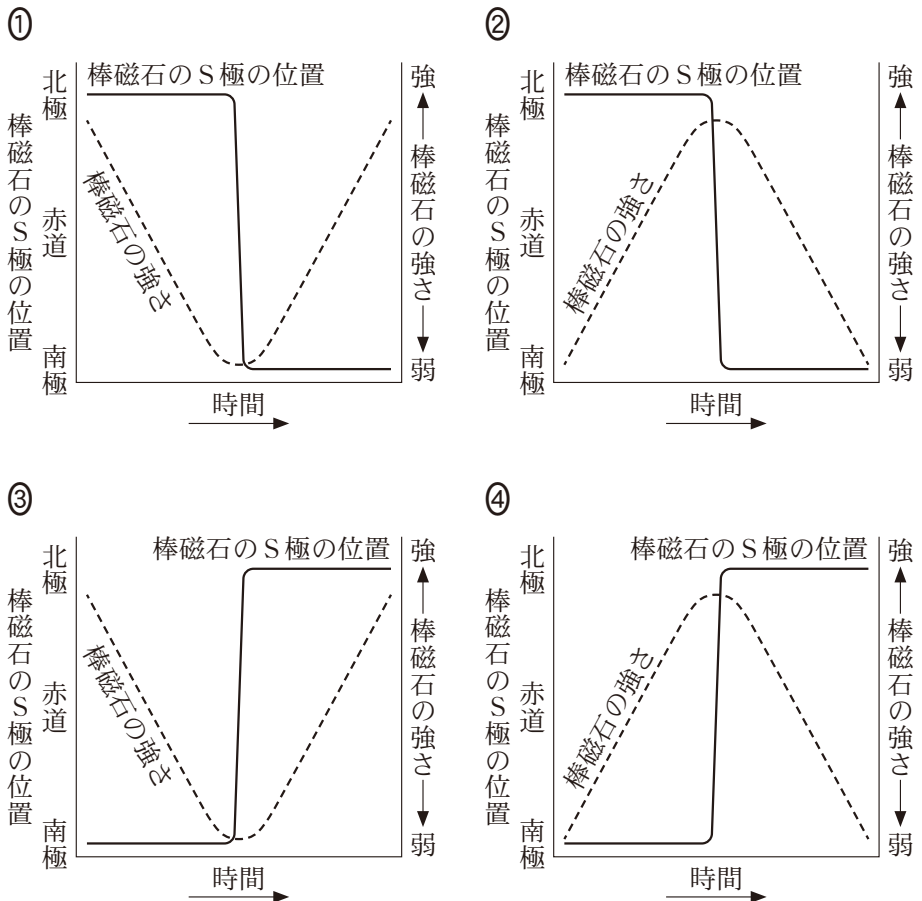 ①
棒磁石のS極の位置
北極
赤道
南極
棒磁石のS極の位置
棒磁石の強さ
強
棒磁石の強さ
弱
時間
②
棒磁石のS極の位置
北極
赤道
南極
棒磁石のS極の位置
棒磁石の強さ
強
棒磁石の強さ
弱
時間
③
棒磁石のS極の位置
北極
赤道
南極
棒磁石のS極の位置
棒磁石の強さ
強
棒磁石の強さ
弱
時間
④
棒磁石のS極の位置
北極
赤道
南極
棒磁石のS極の位置
棒磁石の強さ
強
棒磁石の強さ
弱
時間